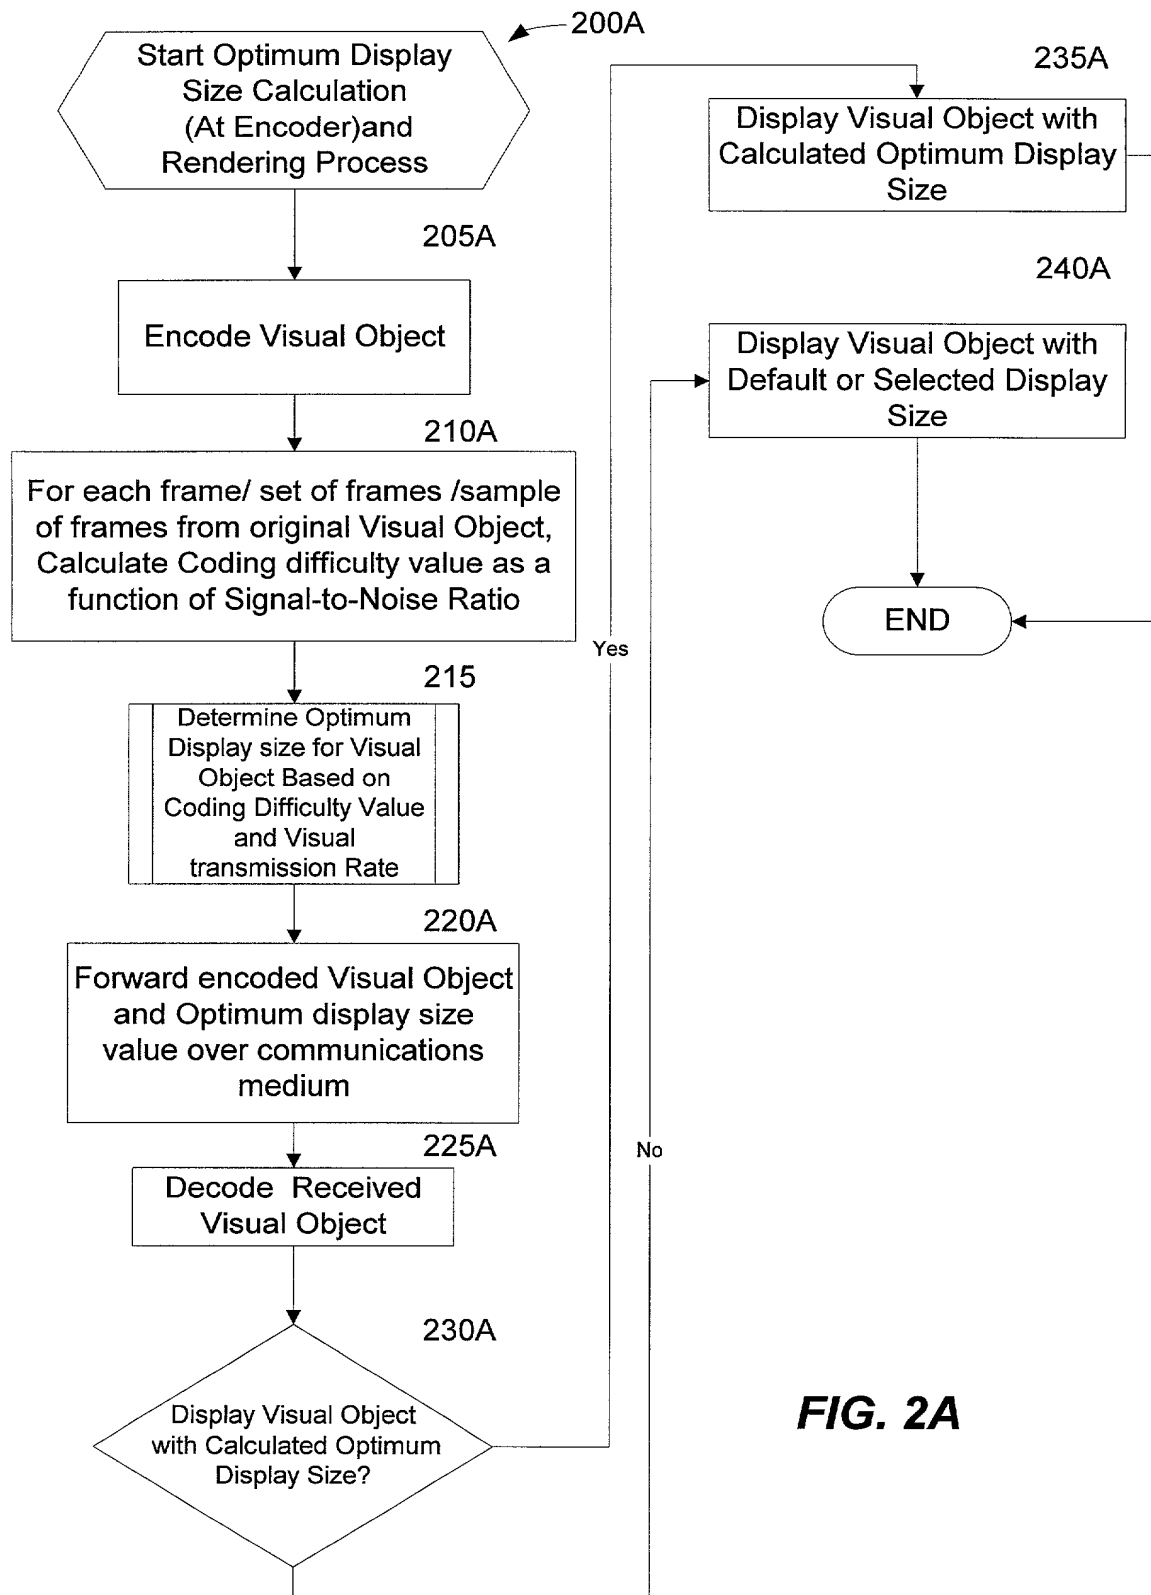 200A
Start Optimum Display
Size Calculation
(At Encoder)and
Rendering Process
205A
Encode Visual Object
210A
For each frame/ set of frames /sample
of frames from original Visual Object,
Calculate Coding difficulty value as a
function of Signal-to-Noise Ratio
215
Determine Optimum
Display size for Visual
Object Based on
Coding Difficulty Value
and Visual
transmission Rate
220A
Forward encoded Visual Object
and Optimum display size
value over communications
medium
225A
Decode Received
Visual Object
230A
Display Visual Object
with Calculated Optimum
Display Size?
Yes
No
235A
Display Visual Object with
Calculated Optimum Display
Size
240A
Display Visual Object with
Default or Selected Display
Size
END
FIG. 2A